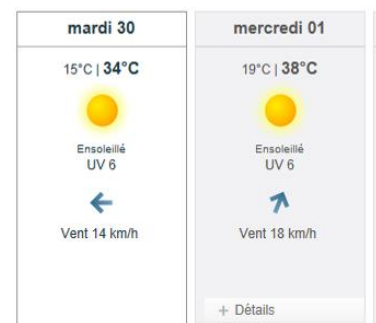 mardi 30
15°C | 34°C
Ensoleillé
UV 6
Vent 14 km/h
mercredi 01
19°C | 38°C
Ensoleillé
UV 6
Vent 18 km/h
+ Détails